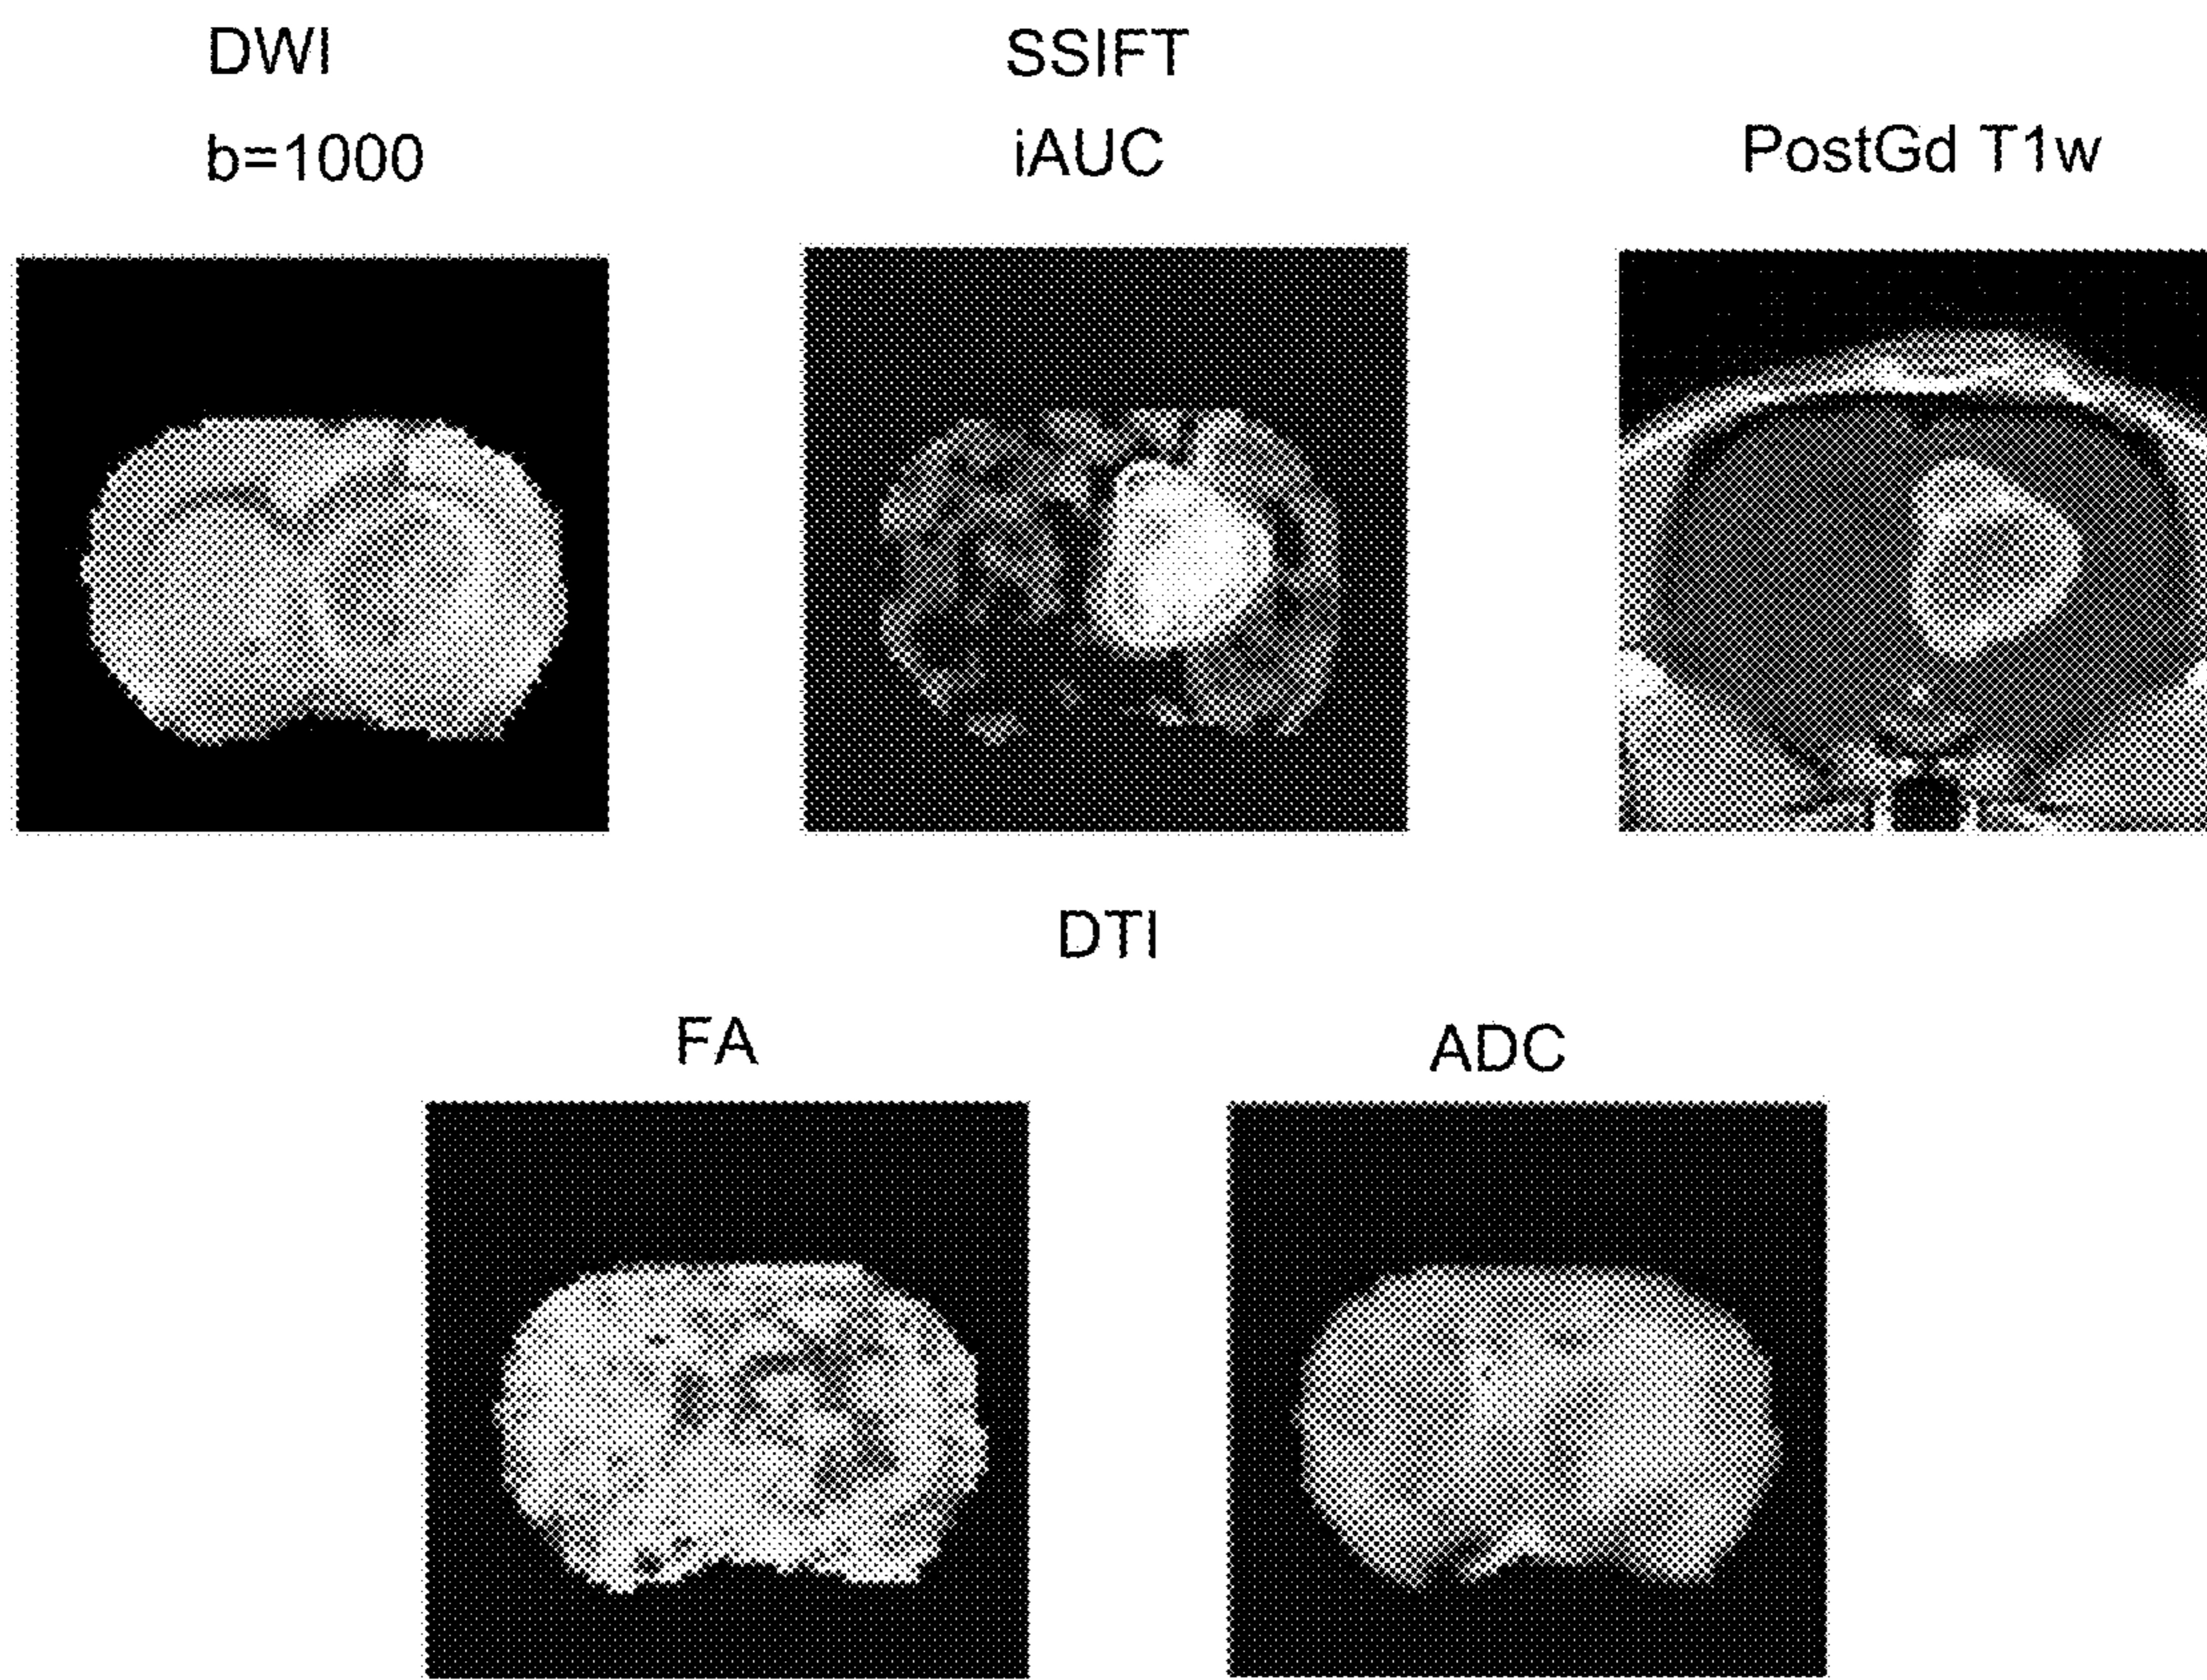 DWI
b=1000
SSIFT
iAUC
PostGd T1w
DTI
FA
ADC